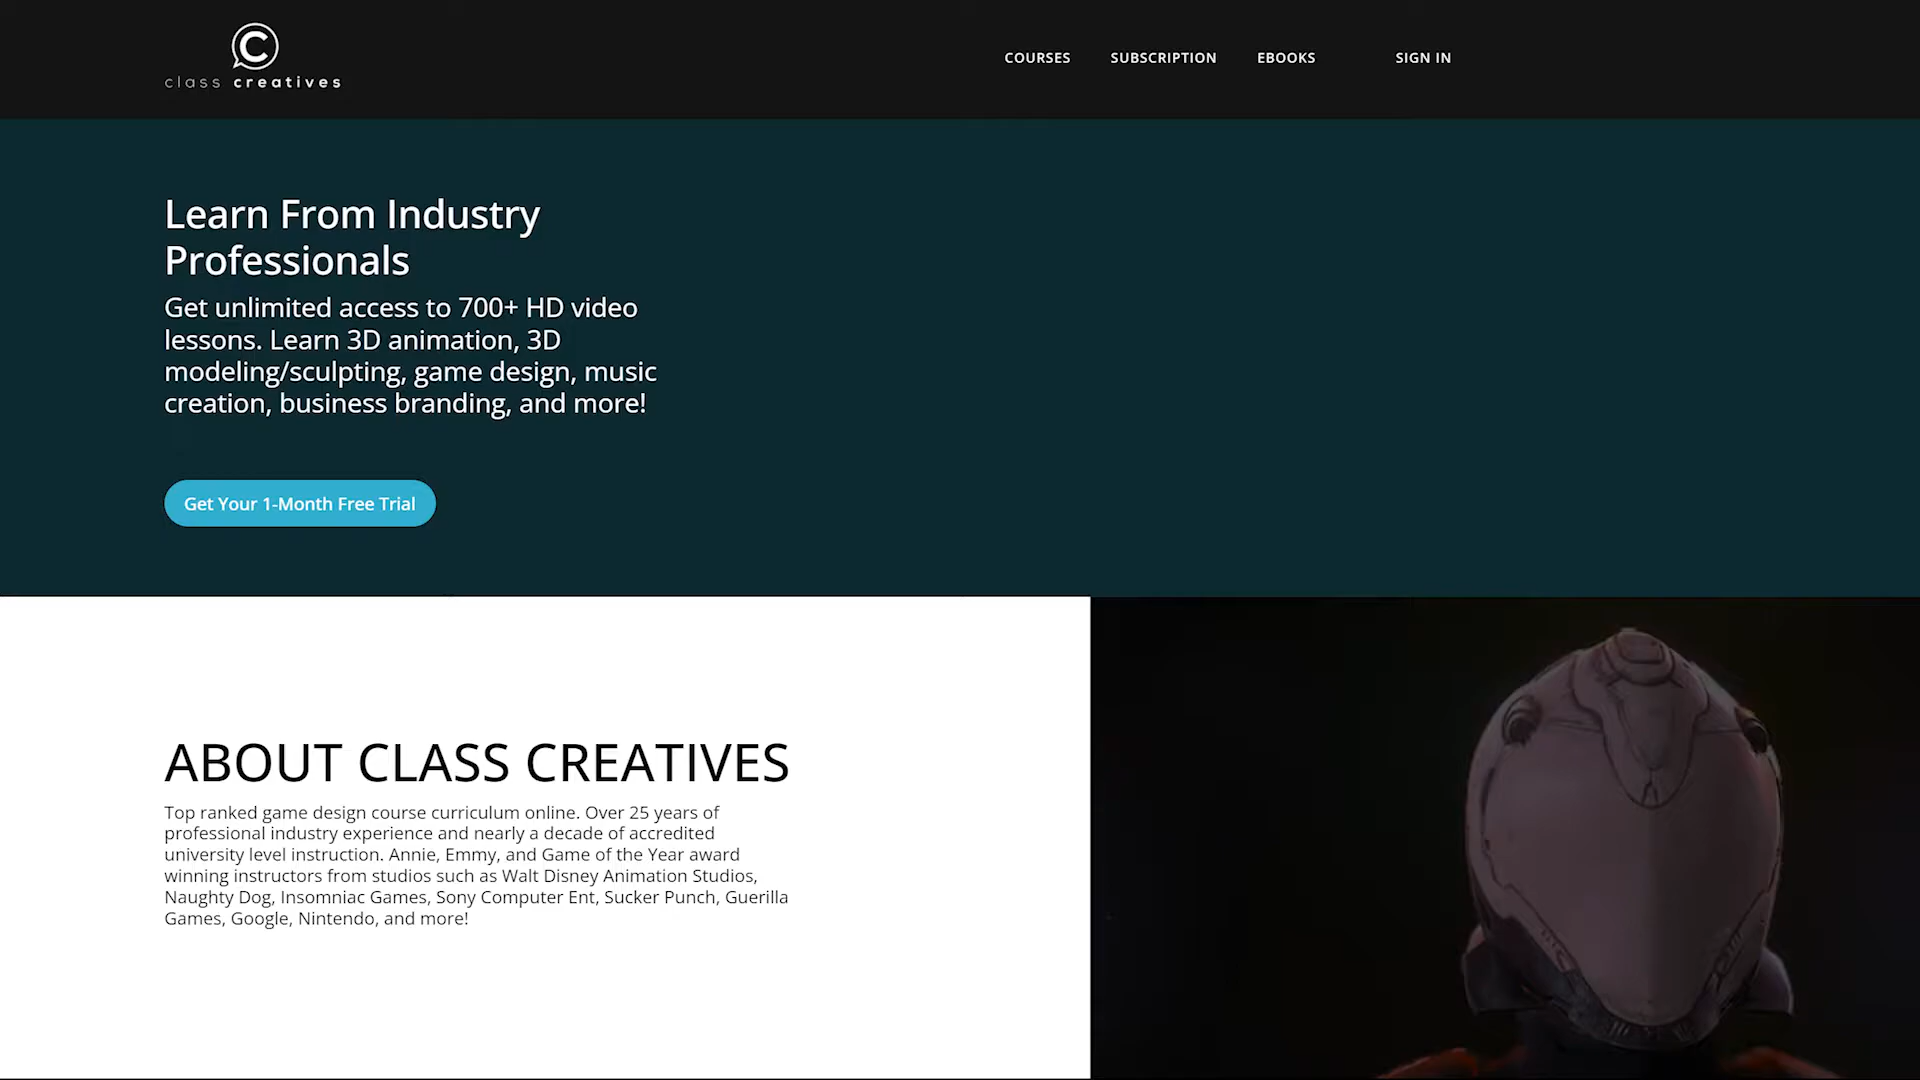 C
class creatives
COURSES
SUBSCRIPTION
EBOOKS
SIGN IN
Learn From Industry
Professionals
Get unlimited access to 700+ HD video
lessons. Learn 3D animation, 3D
modeling/sculpting, game design, music
creation, business branding, and more!
Get Your 1-Month Free Trial
ABOUT CLASS CREATIVES
Top ranked game design course curriculum online. Over 25 years of
professional industry experience and nearly a decade of accredited
university level instruction. Annie, Emmy, and Game of the Year award
winning instructors from studios such as Walt Disney Animation Studios,
Naughty Dog, Insomniac Games, Sony Computer Ent, Sucker Punch, Guerilla
Games, Google, Nintendo, and more!